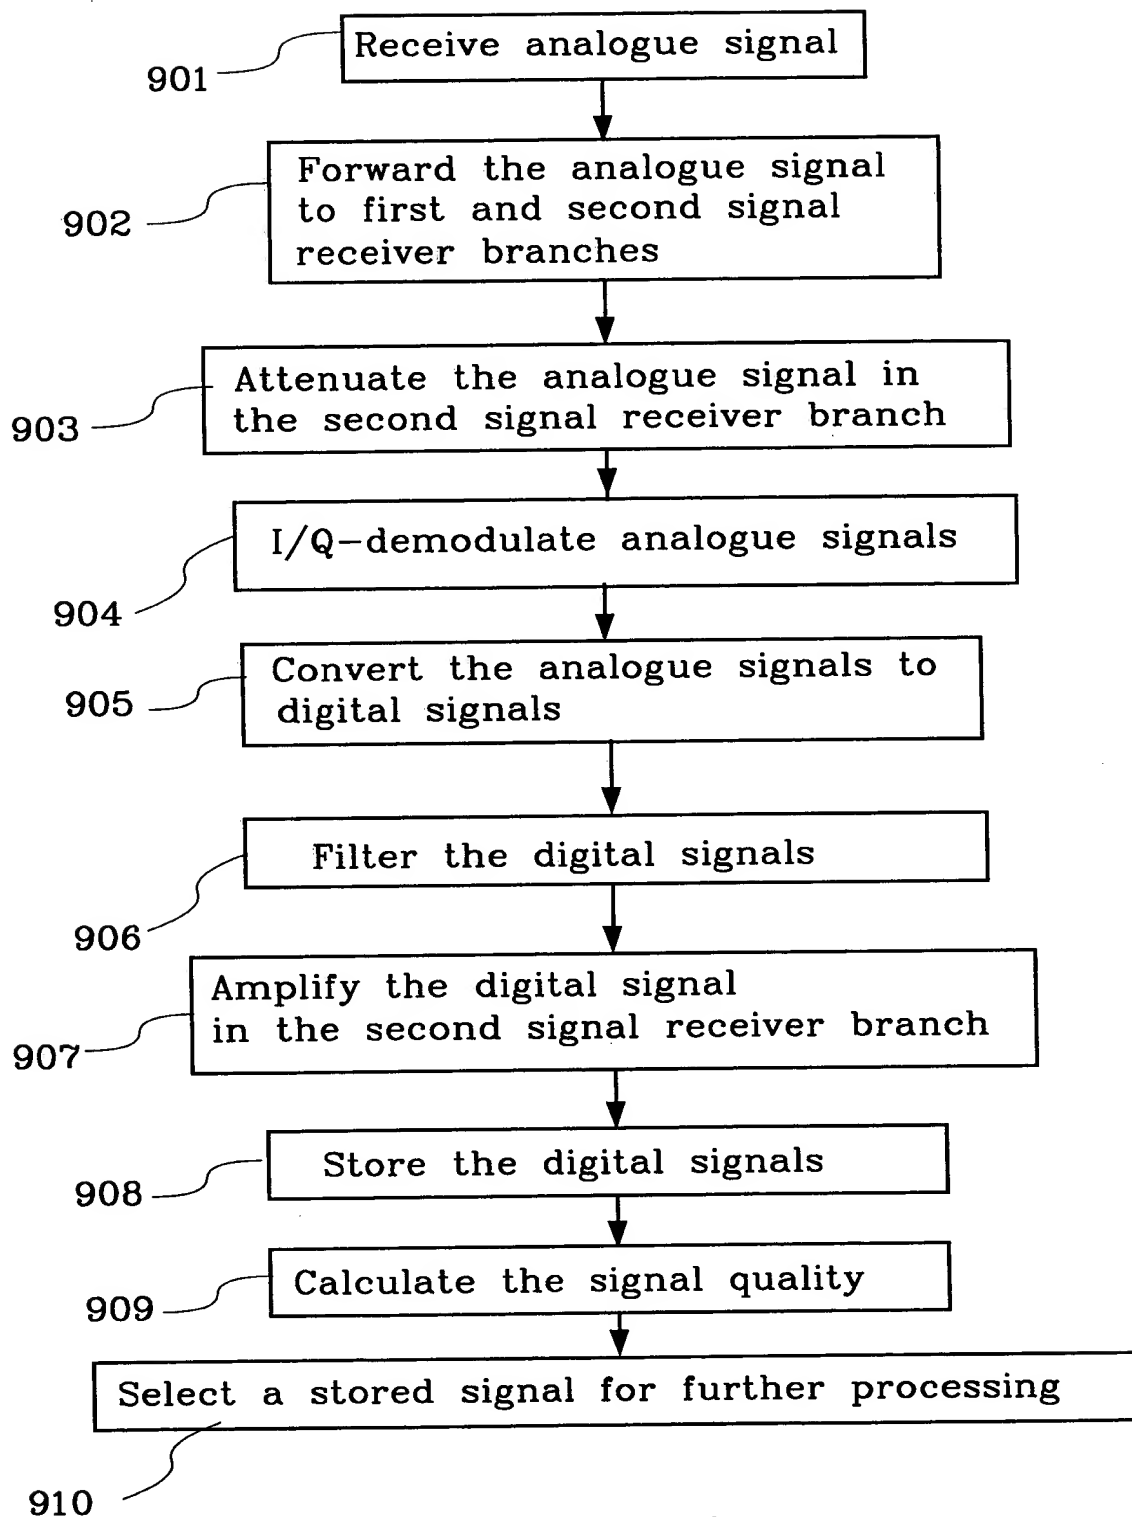 Receive analogue signal
901
Forward the analogue signal
to first and second signal
receiver branches
902
Attenuate the analogue signal in
the second signal receiver branch
903
I/Q-demodulate analogue signals
904
Convert the analogue signals to
digital signals
905
Filter the digital signals
906
Amplify the digital signal
in the second signal receiver branch
907
Store the digital signals
908
Calculate the signal quality
909
Select a stored signal for further processing
910